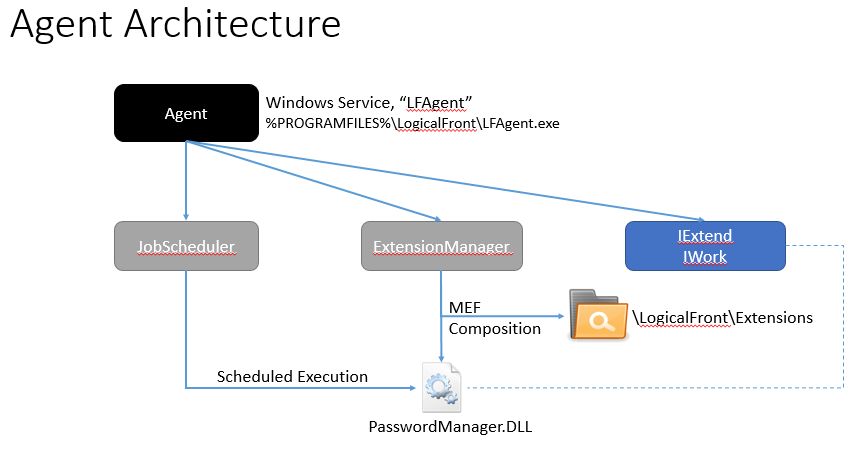 Agent Architecture
Agent
Windows Service, “LFAgent”
%PROGRAMFILES%\LogicalFront\LFAgent.exe
JobScheduler
ExtensionManager
IExtend
IWork
MEF
Composition
\LogicalFront\Extensions
Scheduled Execution
PasswordManager.DLL